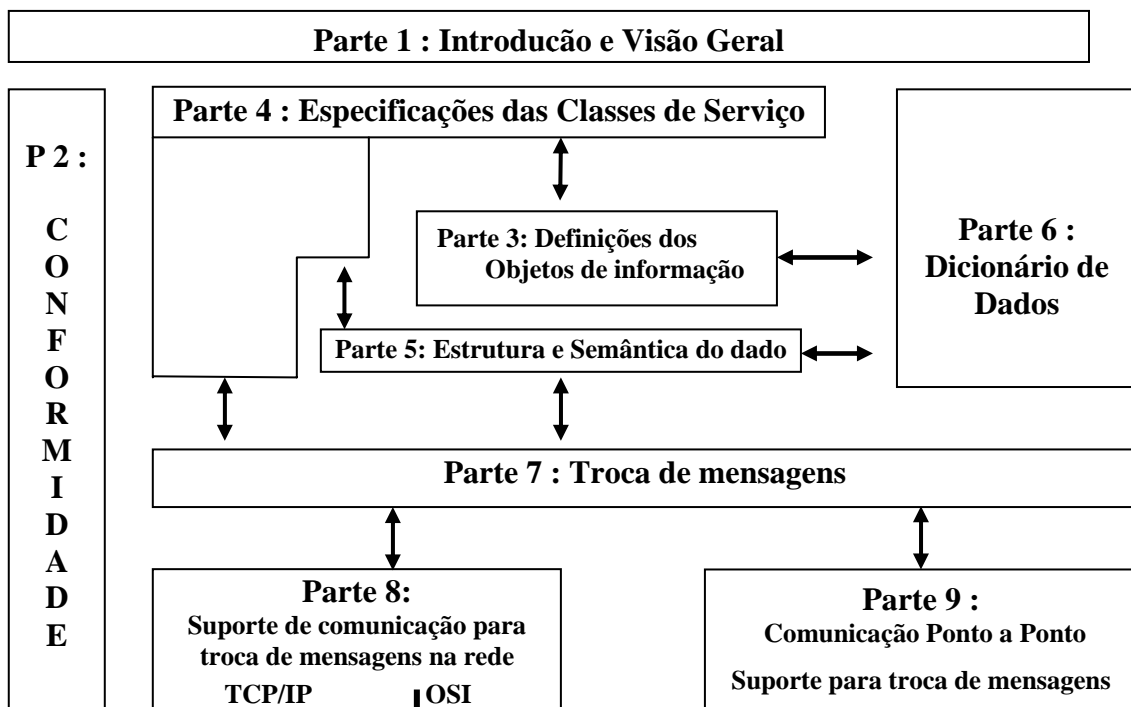 Parte 1 : Introducão e Visão Geral
P 2 :
C
O
N
F
O
R
M
I
D
A
D
E
Parte 4 : Especificações das Classes de Serviço
Parte 3: Definições dos
Objetos de informação
Parte 6 :
Dicionário de
Dados
Parte 5: Estrutura e Semântica do dado
Parte 7 : Troca de mensagens
Parte 8:
Suporte de comunicação para
troca de mensagens na rede
TCP/IP OSI
Parte 9 :
Comunicação Ponto a Ponto
Suporte para troca de mensagens